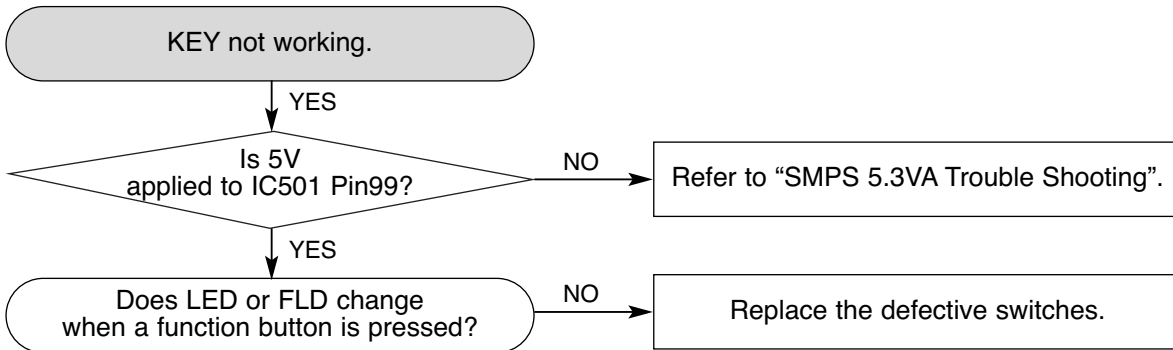 KEY not working.
YES
Is 5V
applied to IC501 Pin99?
NO
Refer to “SMPS 5.3VA Trouble Shooting”.
YES
Does LED or FLD change
when a function button is pressed?
NO
Replace the defective switches.